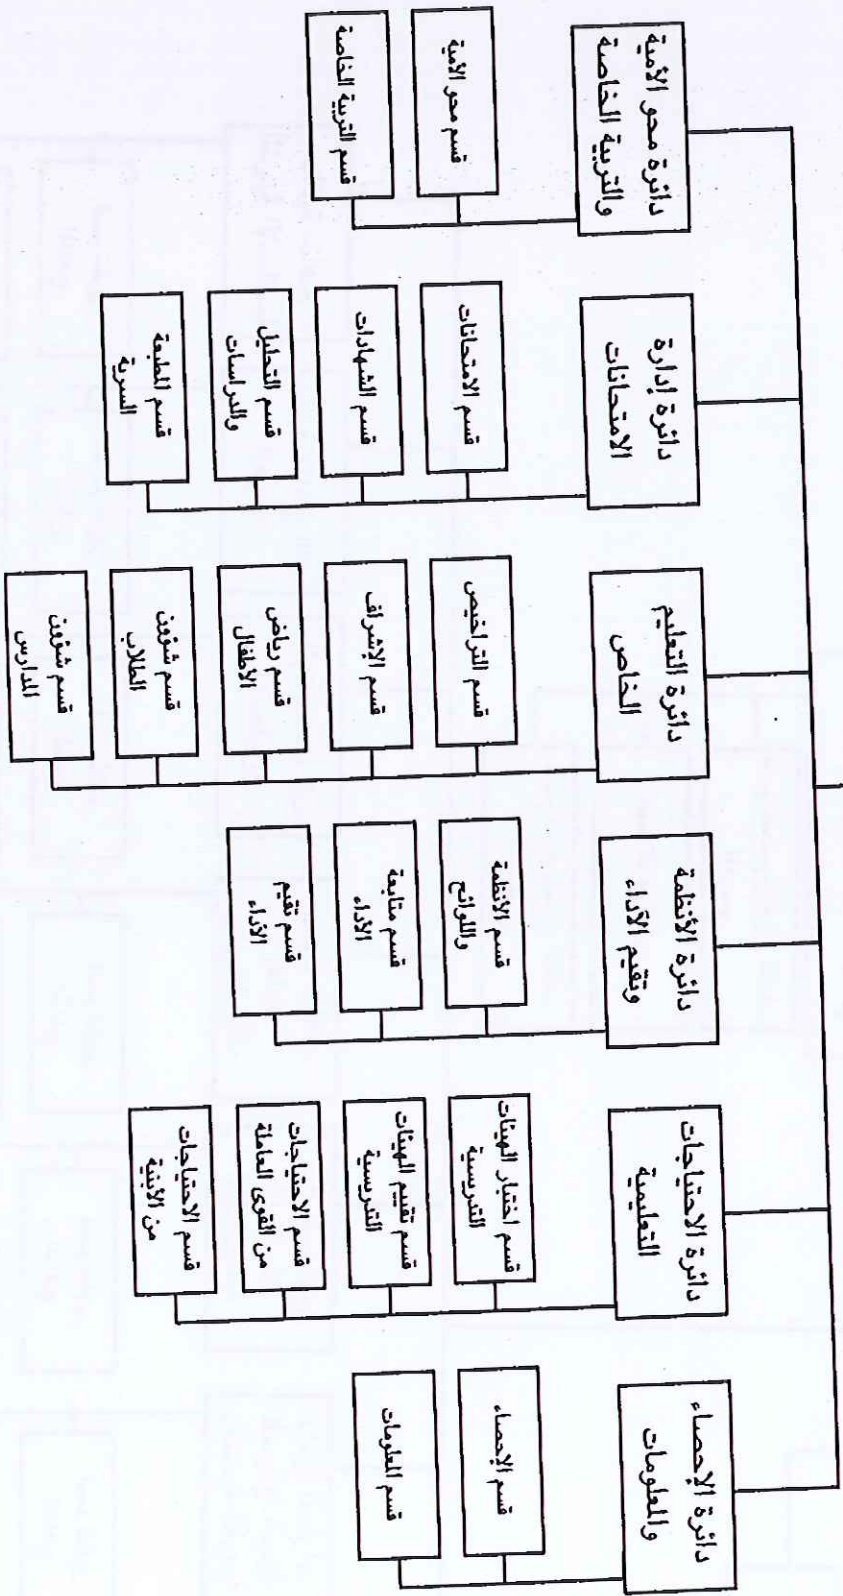 دائرة الإحصاء
والمعلومات
قسم الإحصاء
قسم المعلومات
دائرة الاحتياجات
التعليمية
قسم اختبار الهيئات
التدريسية
قسم تقييم الهيئات
التدريسية
قسم الاحتياجات
من القوى العاملة
قسم الاحتياجات
من الأبنية
دائرة الأنظمة
وتقيم الآداء
قسم الأنظمة
واللوائح
قسم متابعة
الأداء
قسم تقيم
الأداء
دائرة التعليم
الخاص
قسم التراخيص
قسم الإشراف
قسم رياض
الأطفال
قسم شؤون
الطلاب
قسم شؤون
المدارس
دائرة إدارة
الامتحانات
قسم الامتحانات
قسم الشهادات
قسم التحليل
والدراسات
قسم المطبعة
السرية
دائرة محو الأمية
والتربية الخاصة
قسم محو الأمية
قسم التربية الخاصة